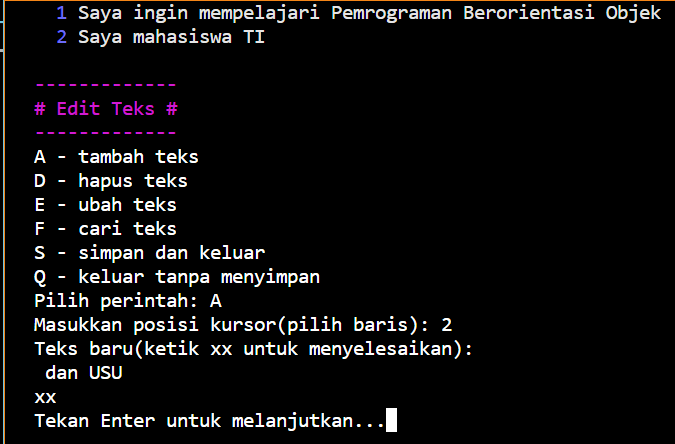 1 Saya ingin mempelajari Pemrograman Berorientasi Objek
2 Saya mahasiswa TI
-------------
# Edit Teks #
-------------
A - tambah teks
D - hapus teks
E - ubah teks
F - cari teks
S - simpan dan keluar
Q - keluar tanpa menyimpan
Pilih perintah: A
Masukkan posisi kursor(pilih baris): 2
Teks baru(ketik xx untuk menyelesaikan):
 dan USU
xx
Tekan Enter untuk melanjutkan...